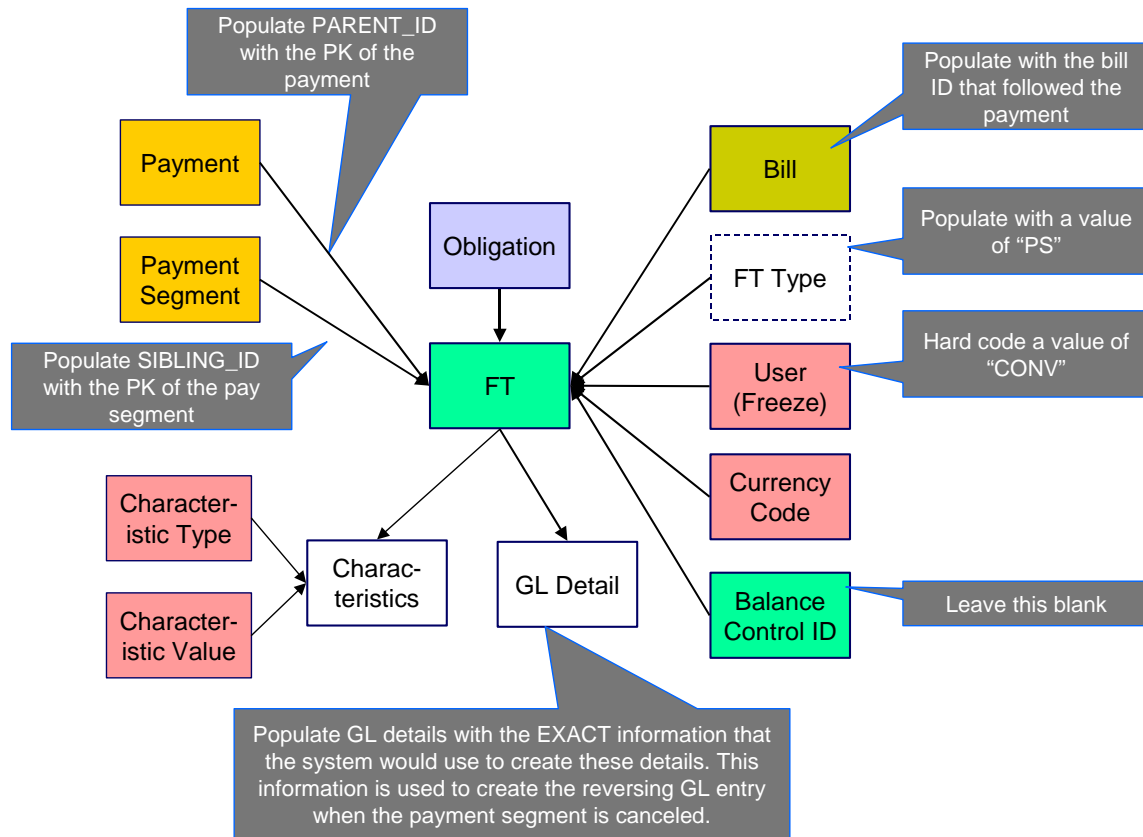 Populate PARENT_ID
with the PK of the
payment
Populate with the bill
ID that followed the
payment
Payment
Bill
Populate with a value
of “PS”
Payment
Segment
Obligation
FT Type
Populate SIBLING_ID
with the PK of the pay
segment
FT
User
(Freeze)
Hard code a value of
“CONV”
Character-
istic Type
Currency
Code
Charac-
teristics
GL Detail
Character-
istic Value
Balance
Control ID
Leave this blank
Populate GL details with the EXACT information that
the system would use to create these details. This
information is used to create the reversing GL entry
when the payment segment is canceled.